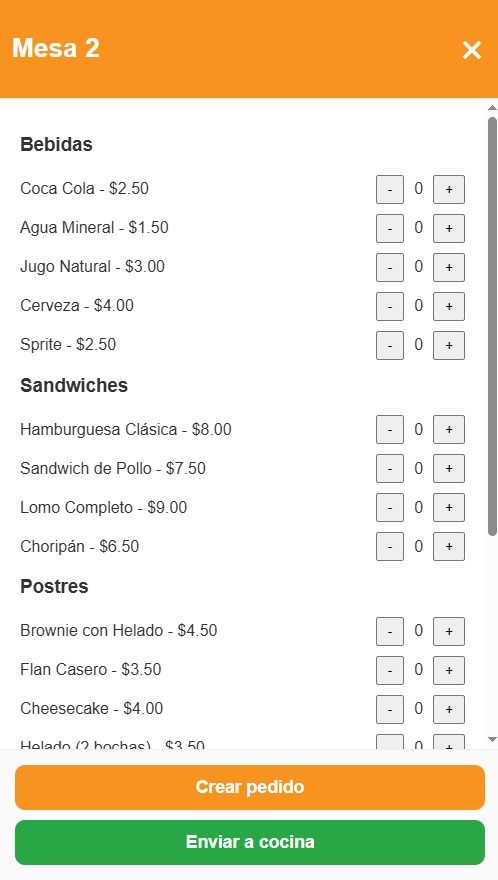 Mesa 2 ×
Bebidas
Coca Cola - $2.50 - 0 +
Agua Mineral - $1.50 - 0 +
Jugo Natural - $3.00 - 0 +
Cerveza - $4.00 - 0 +
Sprite - $2.50 - 0 +
Sandwiches
Hamburguesa Clásica - $8.00 - 0 +
Sandwich de Pollo - $7.50 - 0 +
Lomo Completo - $9.00 - 0 +
Choripán - $6.50 - 0 +
Postres
Brownie con Helado - $4.50 - 0 +
Flan Casero - $3.50 - 0 +
Cheesecake - $4.00 - 0 +
Helado (2 bochas) - $3.50 - 0 +
Crear pedido
Enviar a cocina